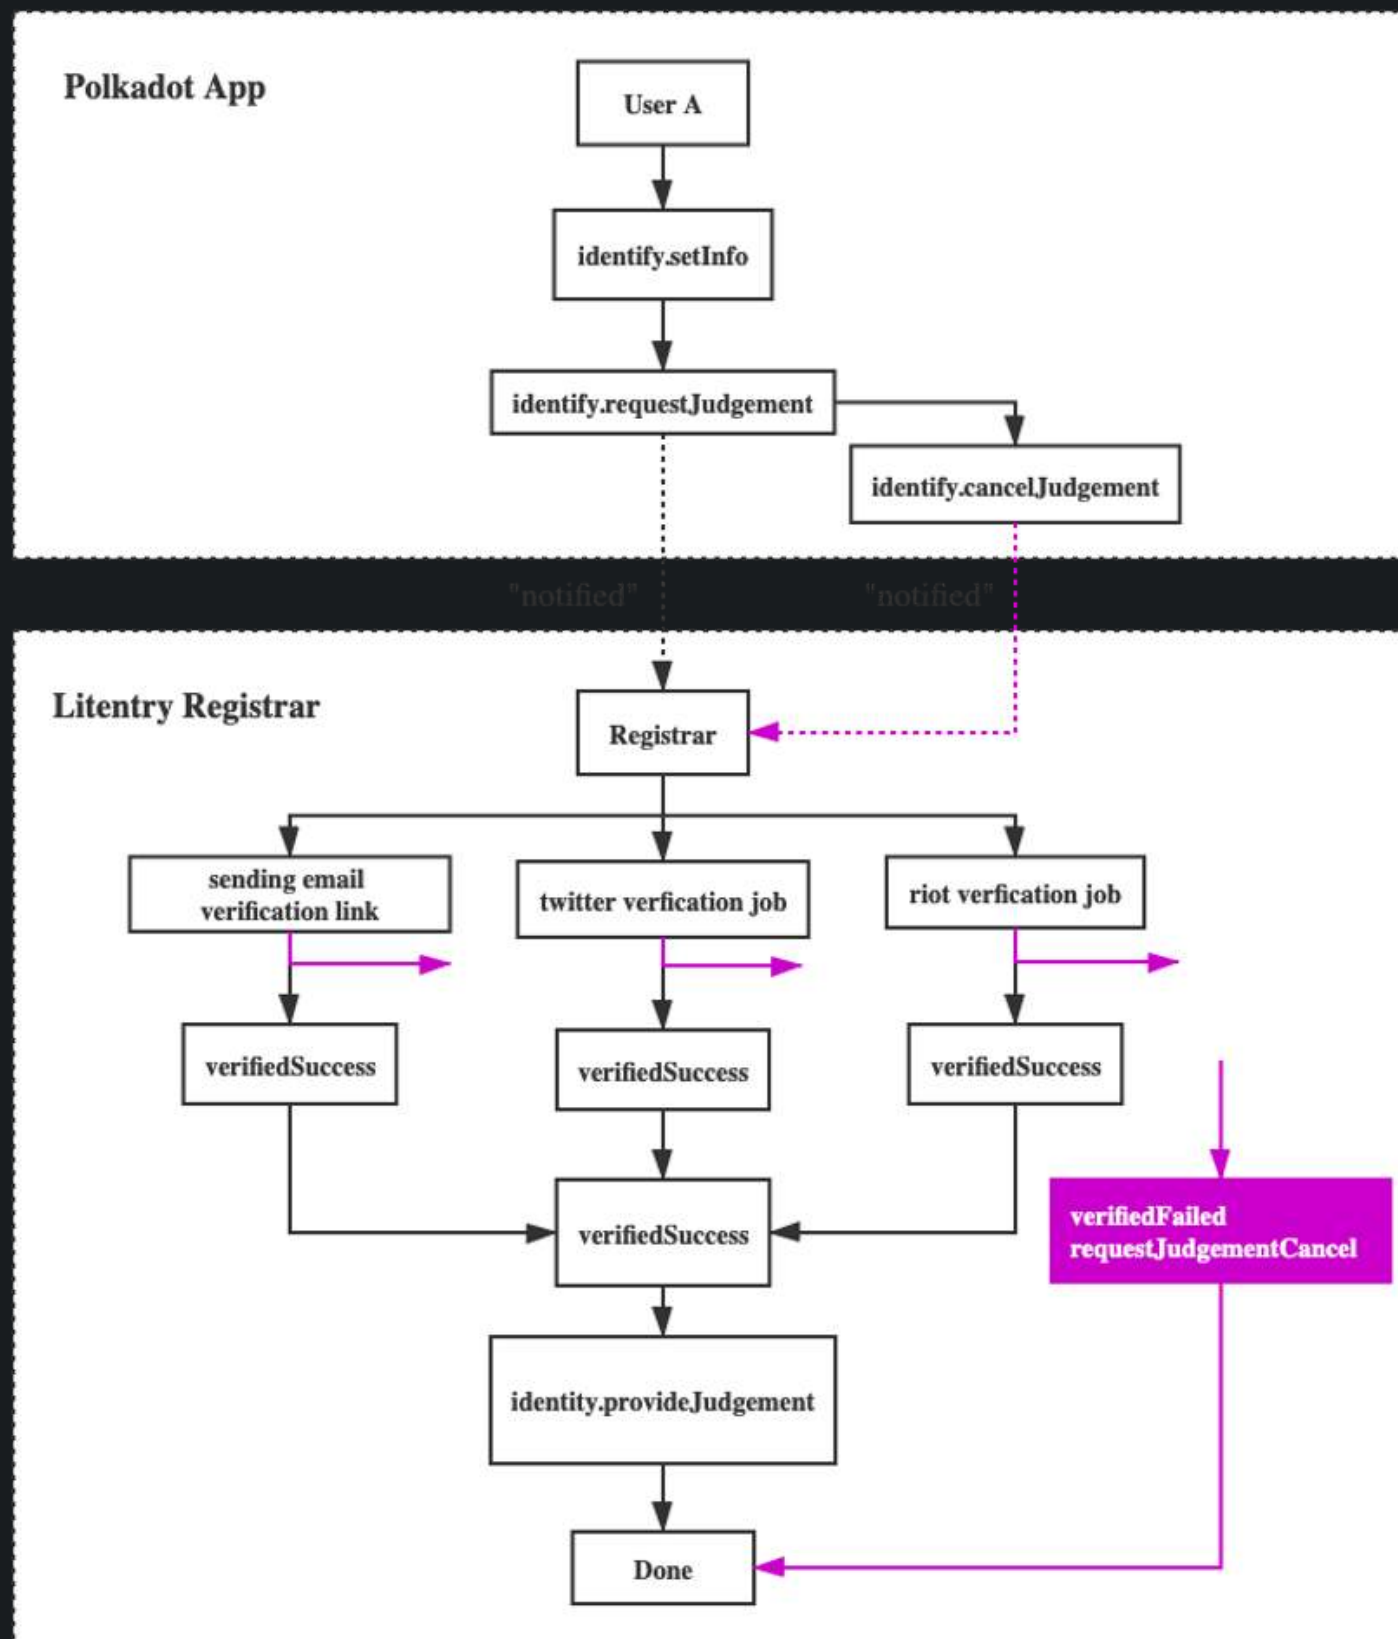 Polkadot App
User A
identify.setInfo
identify.requestJudgement
identify.cancelJudgement
"notified"
"notified"
Litentry Registrar
Registrar
sending email
verification link
twitter verfication job
riot verfication job
verifiedSuccess
verifiedSuccess
verifiedSuccess
verifiedSuccess
verifiedFailed
requestJudgementCancel
identity.provideJudgement
Done